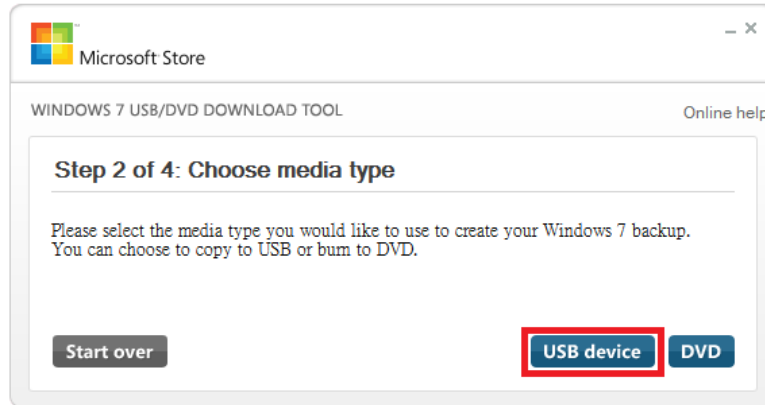 Microsoft Store
WINDOWS 7 USB/DVD DOWNLOAD TOOL
Online help
Step 2 of 4: Choose media type
Please select the media type you would like to use to create your Windows 7 backup.
You can choose to copy to USB or burn to DVD.
Start over
USB device
DVD